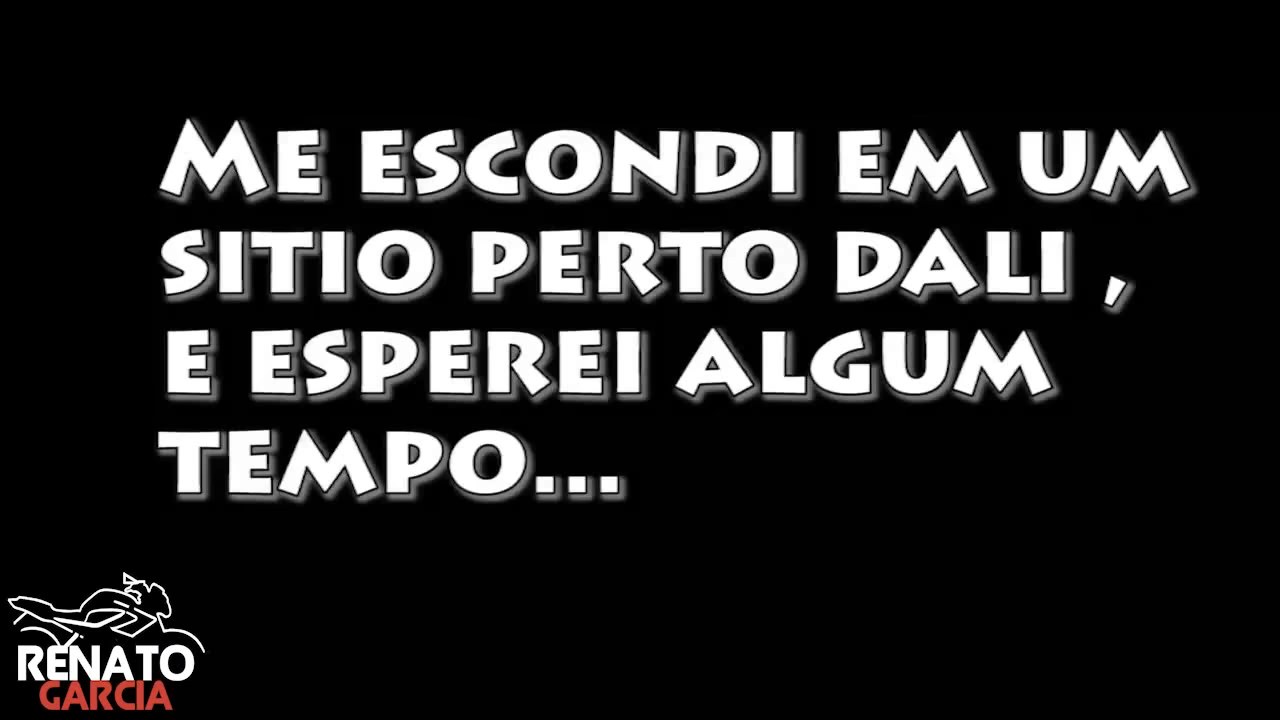 ME ESCONDI EM UM
SITIO PERTO DALI ,
E ESPEREI ALGUM
TEMPO...
RENATO
GARCIA